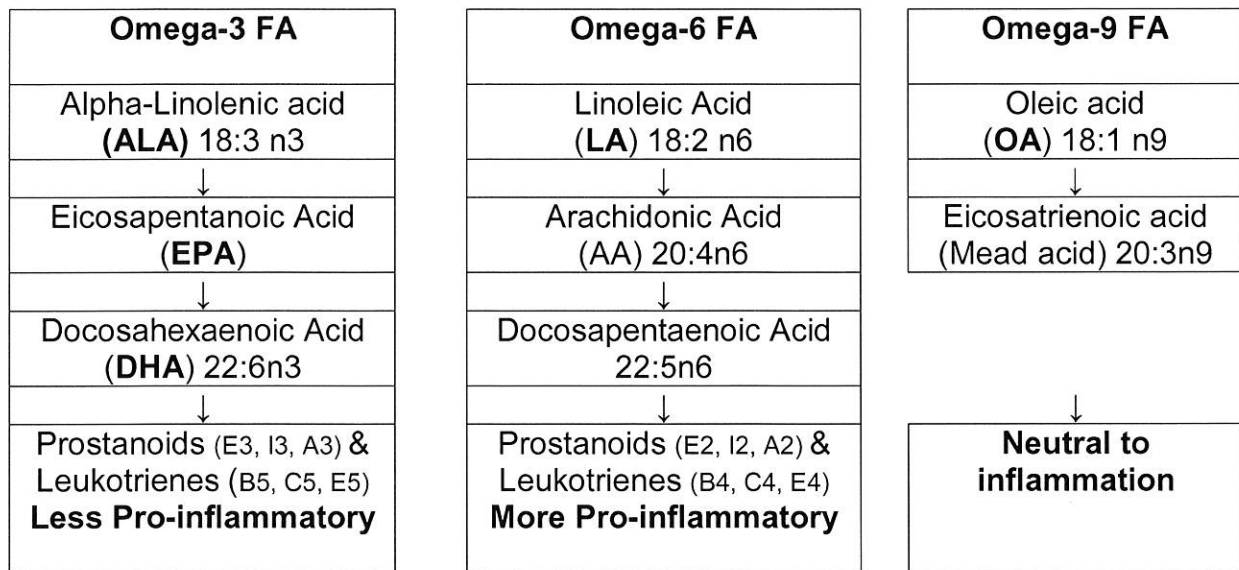 Omega-3 FA
Alpha-Linolenic acid
(ALA) 18:3 n3
↓
Eicosapentanoic Acid
(EPA)
↓
Docosahexaenoic Acid
(DHA) 22:6n3
↓
Prostanoids (E3, I3, A3) &
Leukotrienes (B5, C5, E5)
Less Pro-inflammatory
Omega-6 FA
Linoleic Acid
(LA) 18:2 n6
↓
Arachidonic Acid
(AA) 20:4n6
↓
Docosapentaenoic Acid
22:5n6
↓
Prostanoids (E2, I2, A2) &
Leukotrienes (B4, C4, E4)
More Pro-inflammatory
Omega-9 FA
Oleic acid
(OA) 18:1 n9
↓
Eicosatrienoic acid
(Mead acid) 20:3n9
↓
Neutral to
inflammation